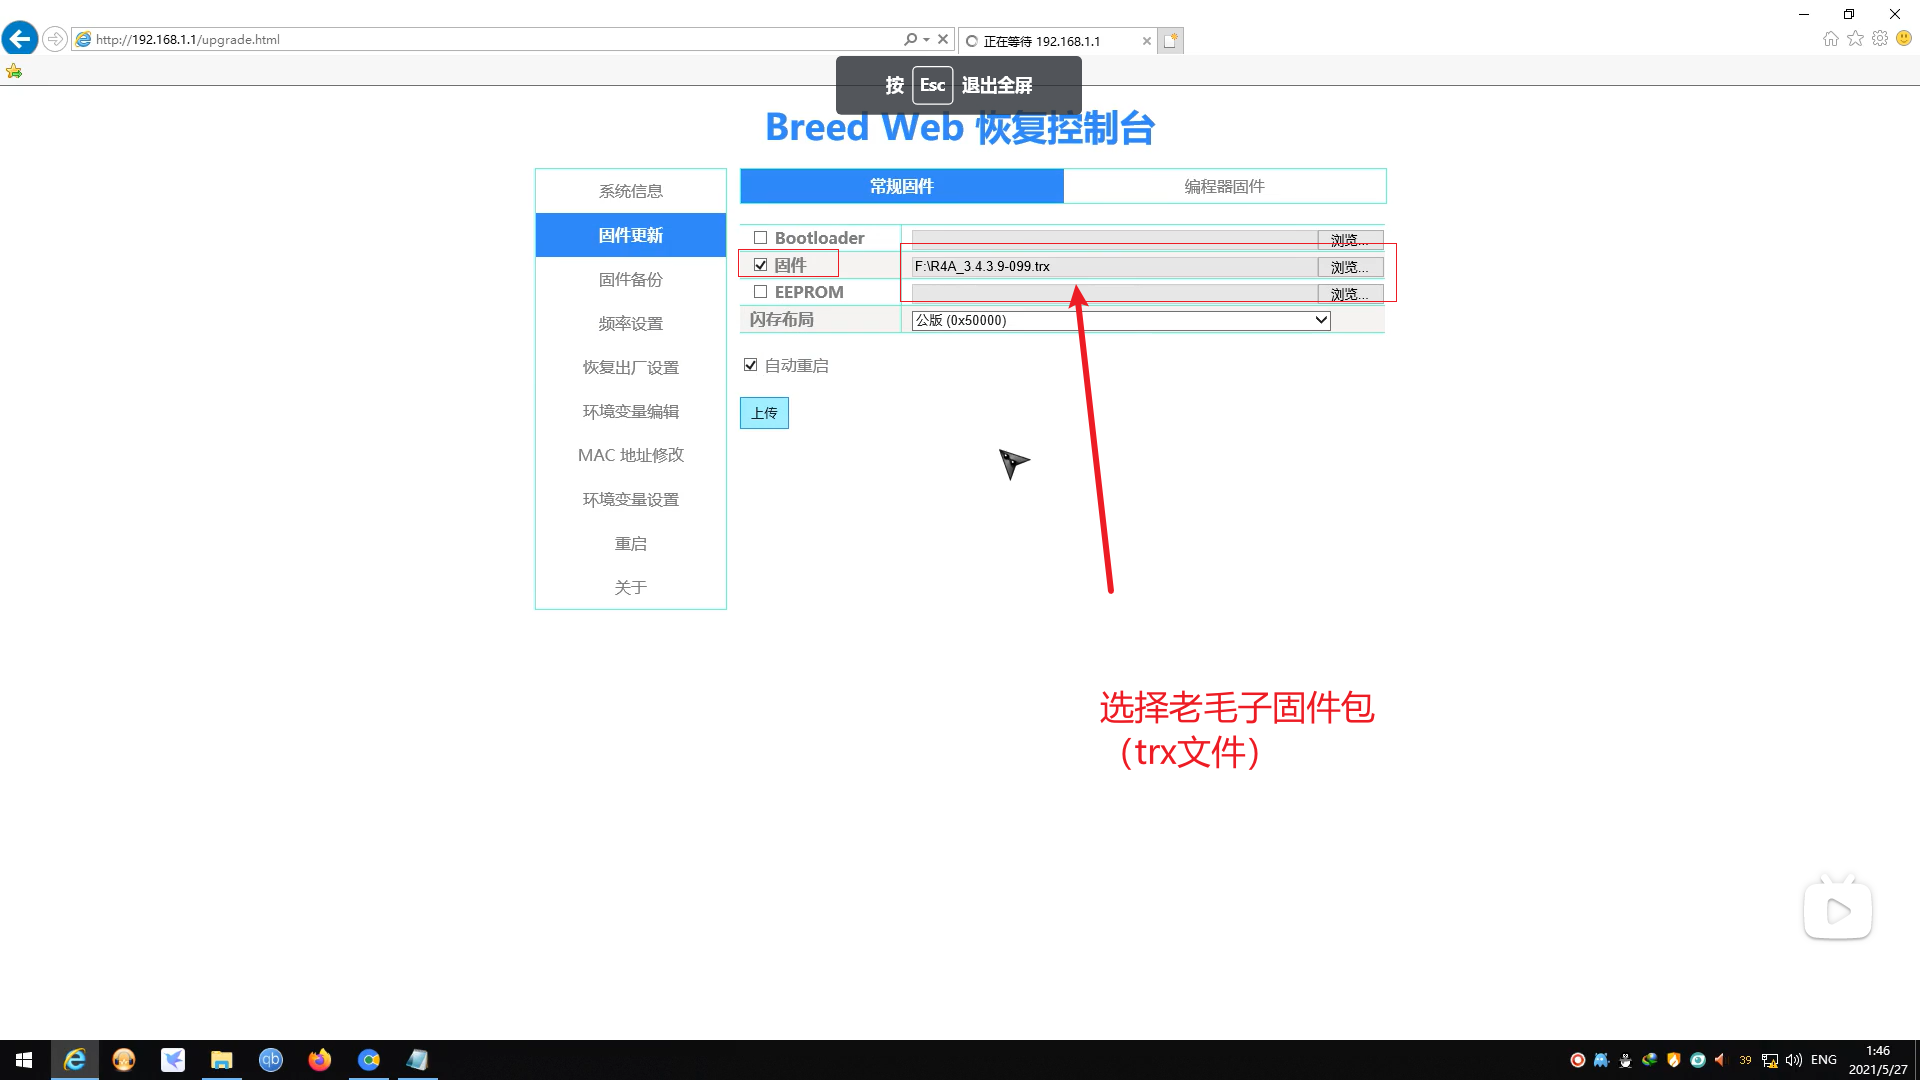 http://192.168.1.1/upgrade.html
正在等待 192.168.1.1
按 Esc 退出全屏
Breed Web 恢复控制台
系统信息
固件更新
固件备份
频率设置
恢复出厂设置
环境变量编辑
MAC 地址修改
环境变量设置
重启
关于
常规固件
编程器固件
Bootloader
浏览...
固件
F:\R4A_3.4.3.9-099.trx
浏览...
EEPROM
浏览...
闪存布局
公版 (0x50000)
自动重启
上传
选择老毛子固件包
（trx文件）
qb
39
ENG
1:46
2021/5/27